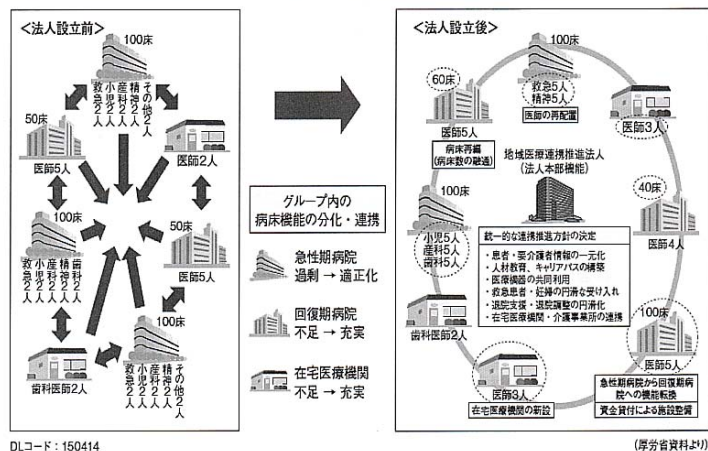 <法人設立前>
100床
救急2人
小児2人
産科2人
精神2人
その他2人
50床
医師5人
医師2人
100床
救急2人
小児2人
産科2人
精神2人
歯科2人
50床
医師5人
歯科医師2人
100床
救急2人
小児2人
産科2人
精神2人
その他2人
グループ内の
病床機能の分化・連携
急性期病院
過剰 → 適正化
回復期病院
不足 → 充実
在宅医療機関
不足 → 充実
<法人設立後>
100床
救急5人
精神5人
医師の再配置
60床
医師5人
病床再編
(病床数の融通)
医師3人
地域医療連携推進法人
(法人本部機能)
100床
小児5人
産科5人
歯科5人
40床
医師4人
統一的な連携推進方針の決定
・患者・要介護者情報の一元化
・人材教育、キャリアパスの構築
・医療機器の共同利用
・救急患者・妊婦の円滑な受け入れ
・退院支援・退院調整の円滑化
・在宅医療機関・介護事業所の連携
歯科医師2人
100床
医師5人
急性期病院から回復期病
院への機能転換
資金貸付による施設整備
医師3人
在宅医療機関の新設
DLコード：150414
(厚労省資料より)